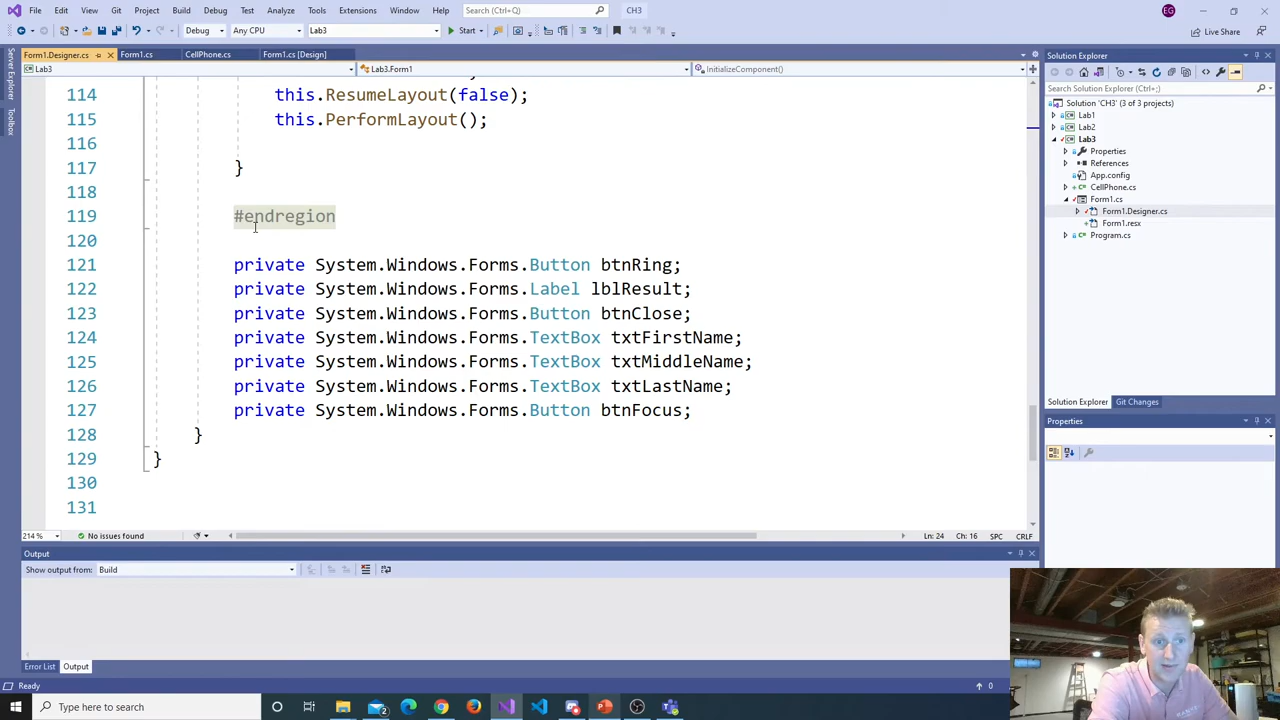 File Edit View Git Project Build Debug Test Analyze Tools Extensions Window Help Search (Ctrl+Q) CH3 EG
Debug Any CPU Lab3 Start Live Share
Form1.Designer.cs Form1.cs CellPhone.cs Form1.cs [Design]
Lab3 Lab3.Form1 InitializeComponent()
Server Explorer
Toolbox
114 this.ResumeLayout(false);
115 this.PerformLayout();
116
117 }
118
119 #endregion
120
121 private System.Windows.Forms.Button btnRing;
122 private System.Windows.Forms.Label lblResult;
123 private System.Windows.Forms.Button btnClose;
124 private System.Windows.Forms.TextBox txtFirstName;
125 private System.Windows.Forms.TextBox txtMiddleName;
126 private System.Windows.Forms.TextBox txtLastName;
127 private System.Windows.Forms.Button btnFocus;
128 }
129 }
130
131
214 % No issues found Ln: 24 Ch: 16 SPC CRLF
Output
Show output from: Build
Error List Output
Ready 0
Solution Explorer
Search Solution Explorer (Ctrl+;)
Solution 'CH3' (3 of 3 projects)
Lab1
Lab2
Lab3
Properties
References
App.config
CellPhone.cs
Form1.cs
Form1.Designer.cs
Form1.resx
Program.cs
Solution Explorer Git Changes
Properties
Type here to search
2